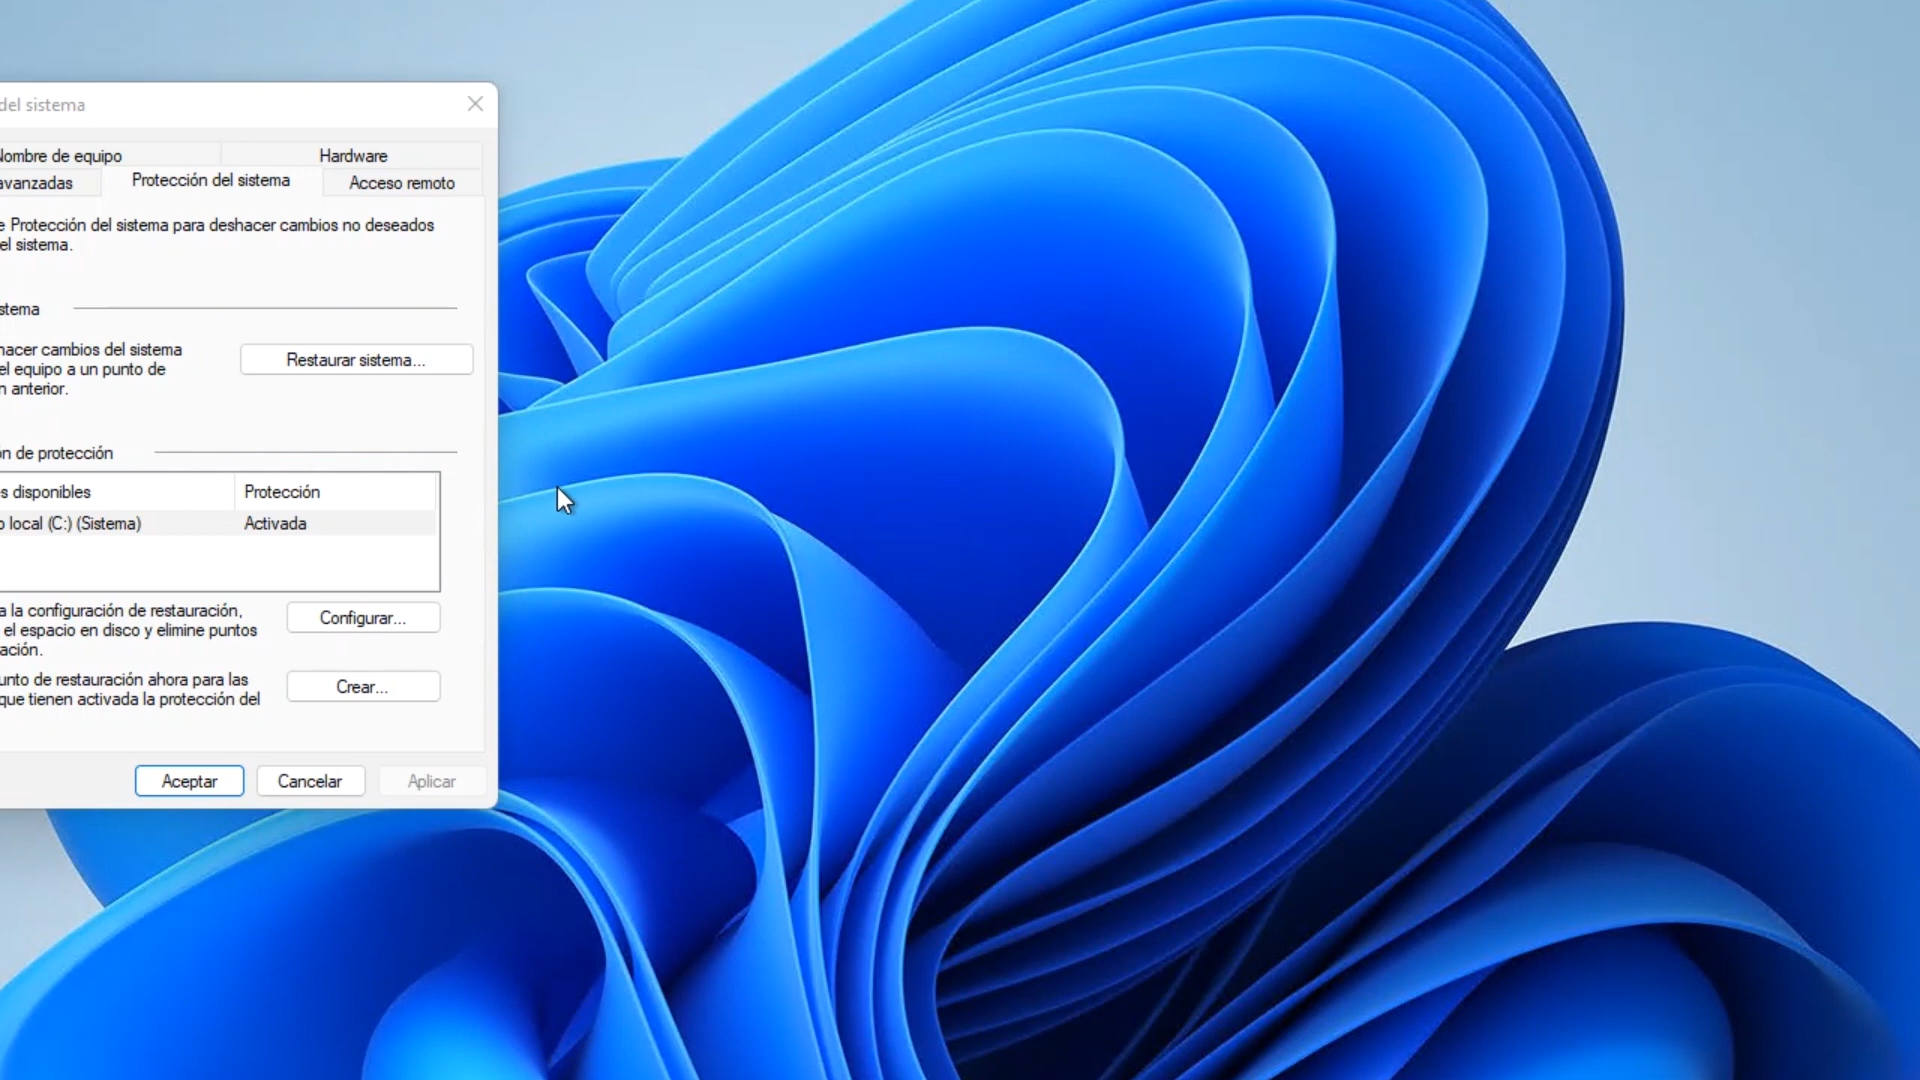 del sistema
Nombre de equipo
Hardware
avanzadas
Protección del sistema
Acceso remoto
e Protección del sistema para deshacer cambios no deseados
el sistema.
stema
hacer cambios del sistema
el equipo a un punto de
n anterior.
Restaurar sistema...
ón de protección
s disponibles
Protección
o local (C:) (Sistema)
Activada
a la configuración de restauración,
el espacio en disco y elimine puntos
ación.
Configurar...
unto de restauración ahora para las
que tienen activada la protección del
Crear...
Aceptar
Cancelar
Aplicar